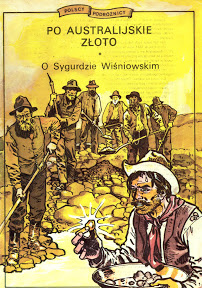 POLSCY PODRÓŻNICY
PO AUSTRALIJSKIE
ZŁOTO
O Sygurdzie Wiśniowskim